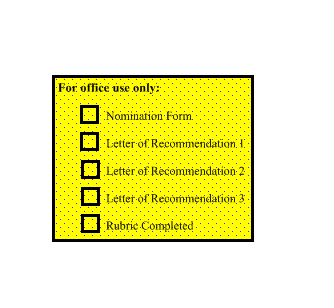 For office use only:
Nomination Form
Letter of Recommendation 1
Letter of Recommendation 2
Letter of Recommendation 3
Rubric Completed